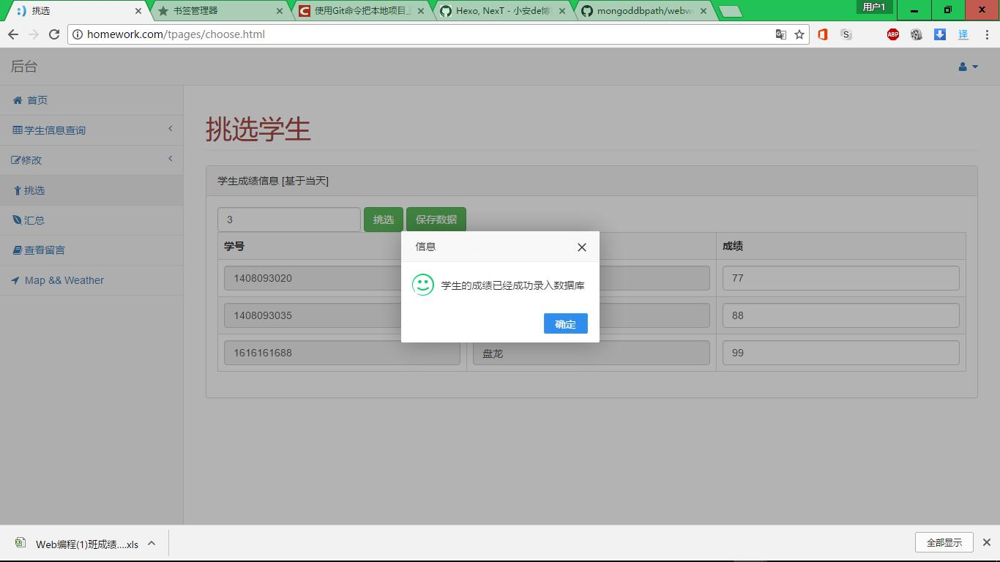 挑选
书签管理器
使用Git命令把本地项目
Hexo, NexT - 小安de博
mongoddbpath/webw
用户1
homework.com/tpages/choose.html
S
ABP
译
后台
首页
学生信息查询
修改
挑选
汇总
查看留言
Map && Weather
挑选学生
学生成绩信息 [基于当天]
3
挑选
保存数据
学号
成绩
1408093020
77
1408093035
88
1616161688
盘龙
99
信息
学生的成绩已经成功录入数据库
确定
Web编程(1)班成绩....xls
全部显示